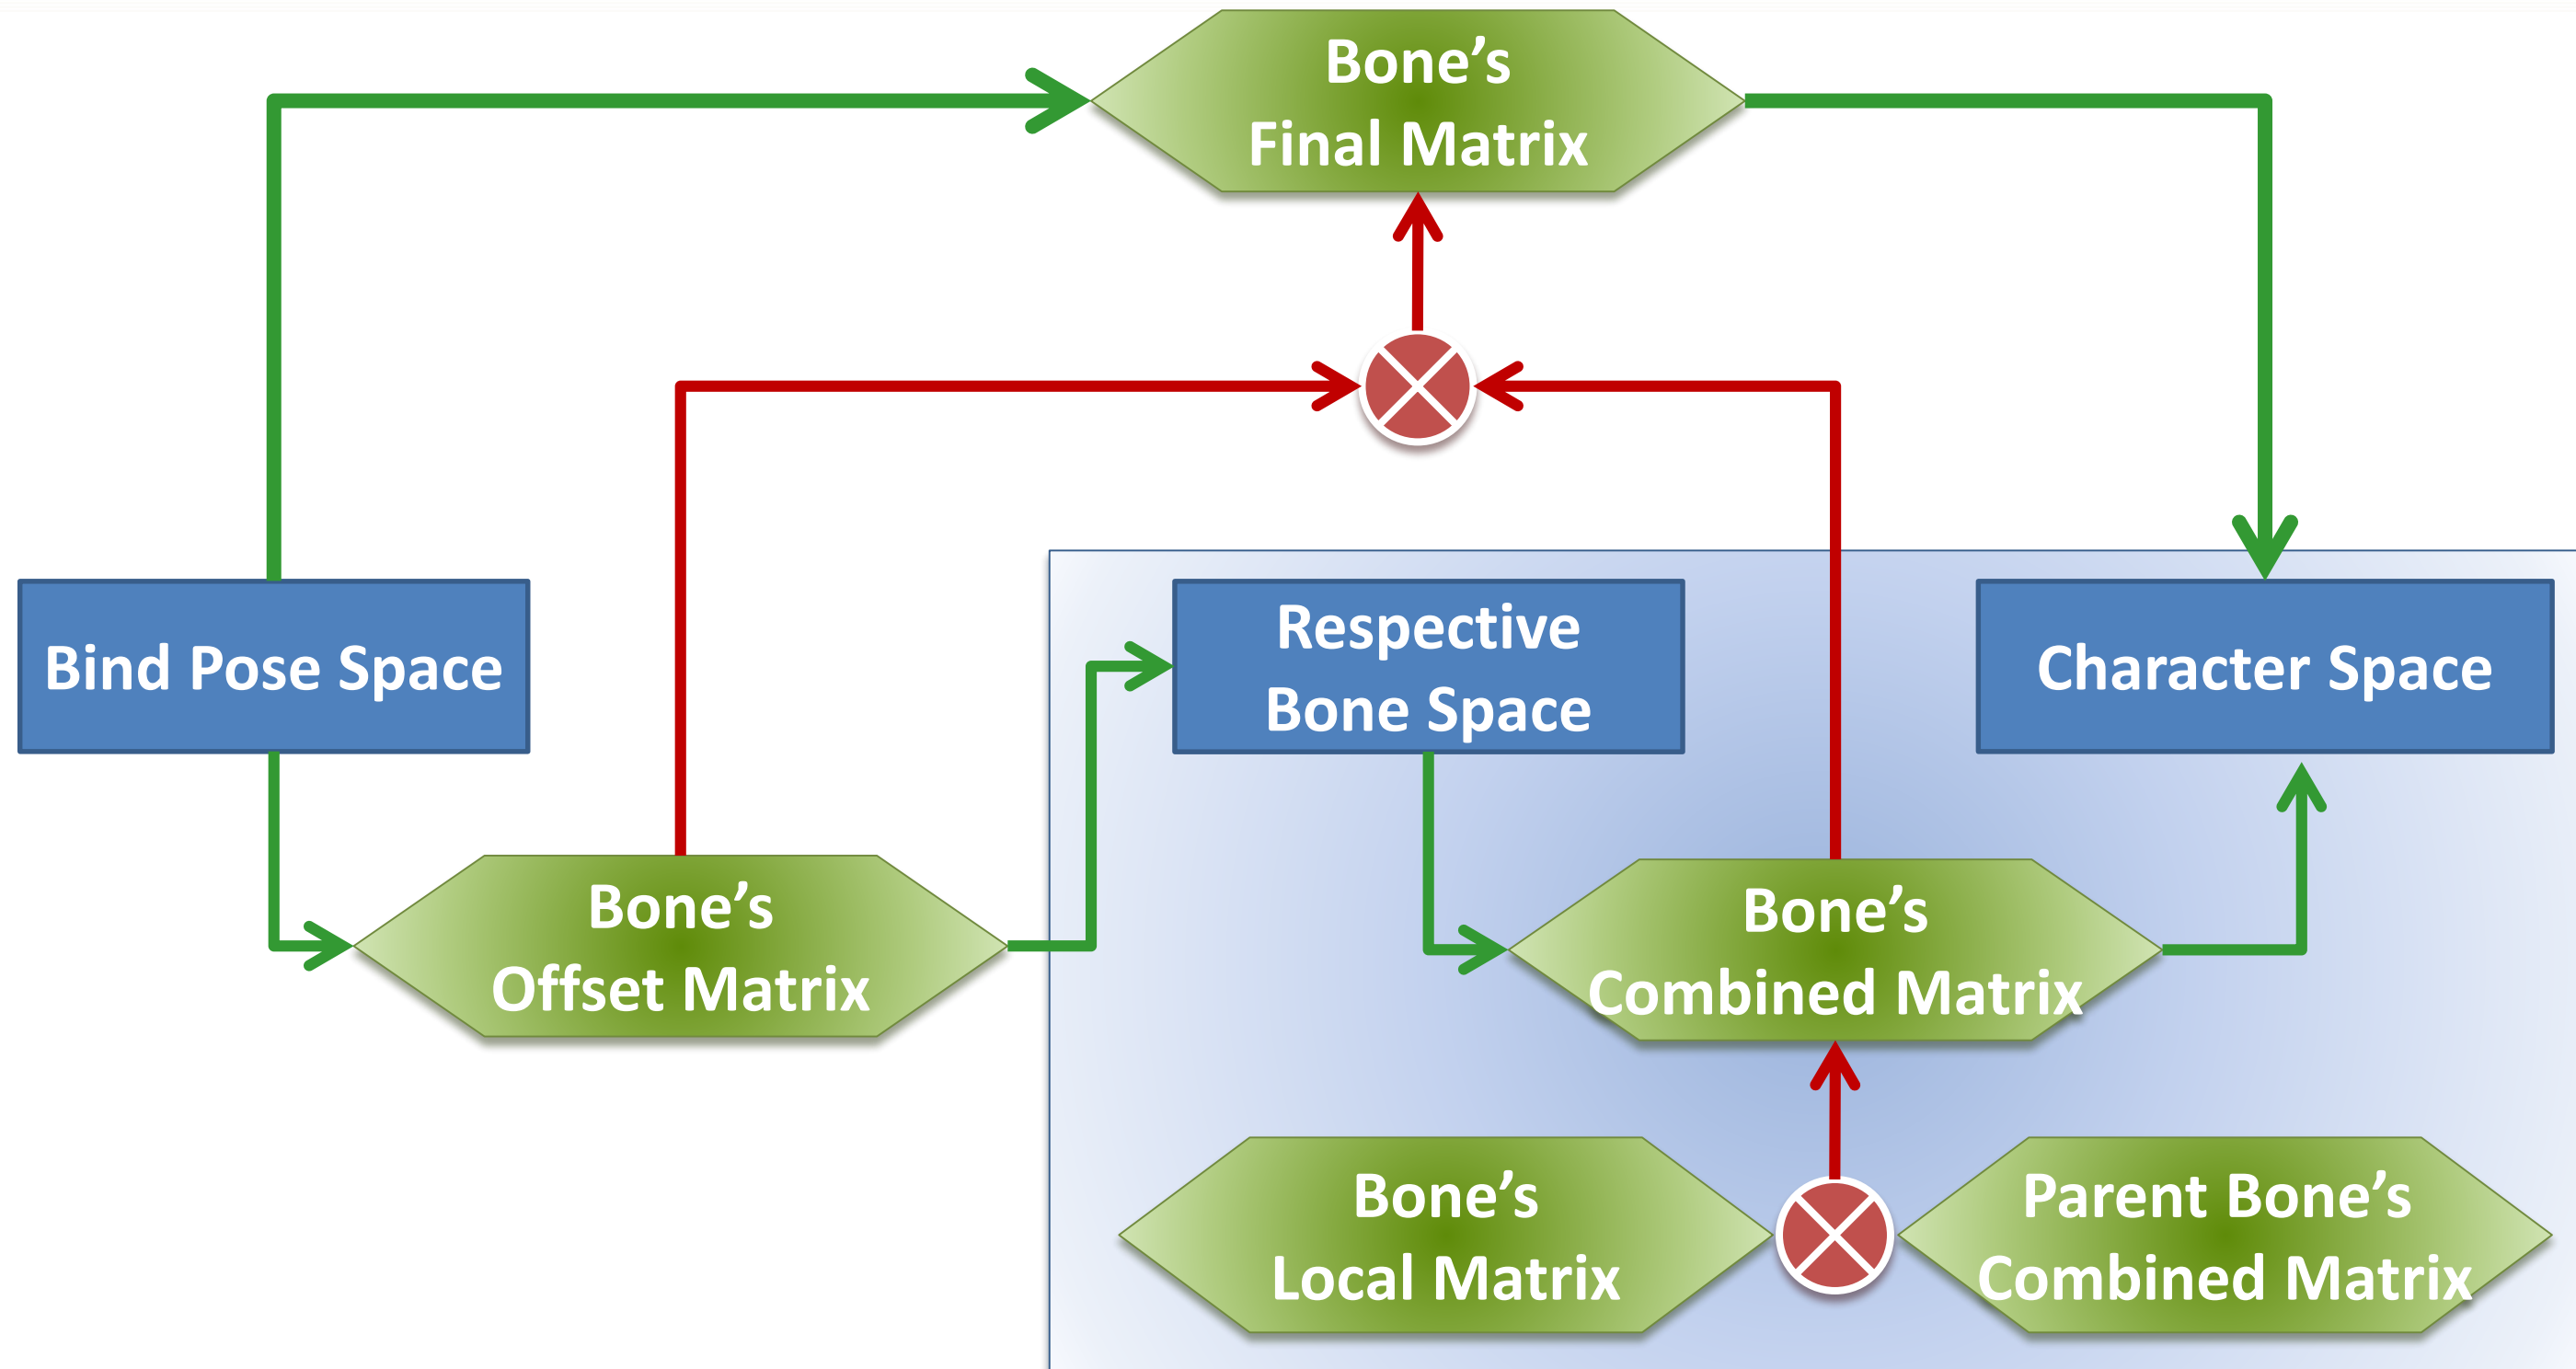 Bone’s
Final Matrix
Bind Pose Space
Respective
Bone Space
Character Space
Bone’s
Offset Matrix
Bone’s
Combined Matrix
Bone’s
Local Matrix
Parent Bone’s
Combined Matrix